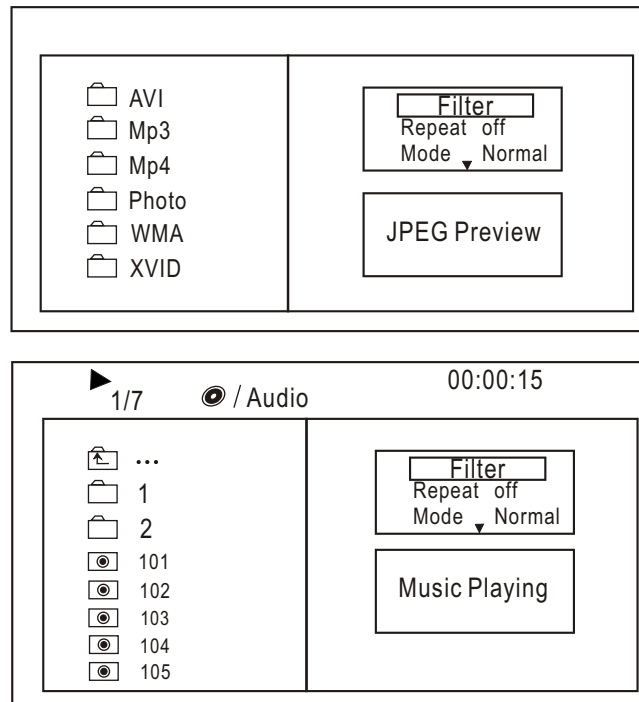 AVI
Mp3
Mp4
Photo
WMA
XVID
Filter
Repeat off
Mode Normal
JPEG Preview
1/7 / Audio 00:00:15
...
1
2
101
102
103
104
105
Filter
Repeat off
Mode Normal
Music Playing